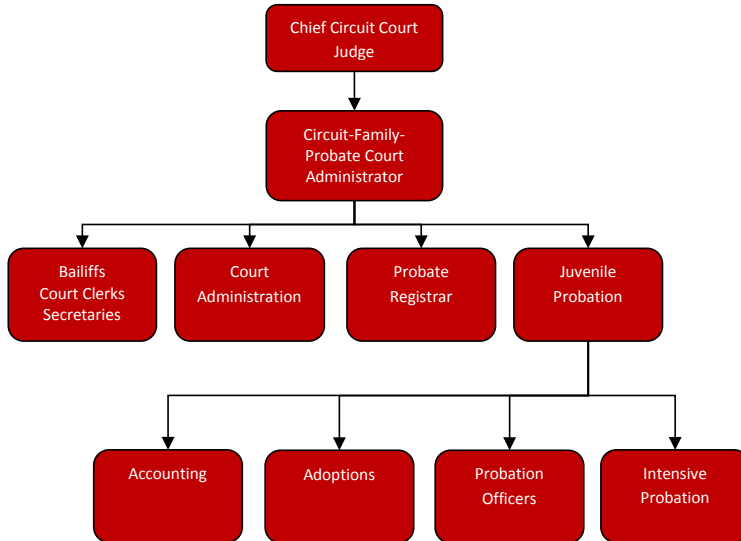 Chief Circuit Court
Judge
Circuit-Family-
Probate Court
Administrator
Bailiffs
Court Clerks
Secretaries
Court
Administration
Probate
Registrar
Juvenile
Probation
Accounting
Adoptions
Probation
Officers
Intensive
Probation